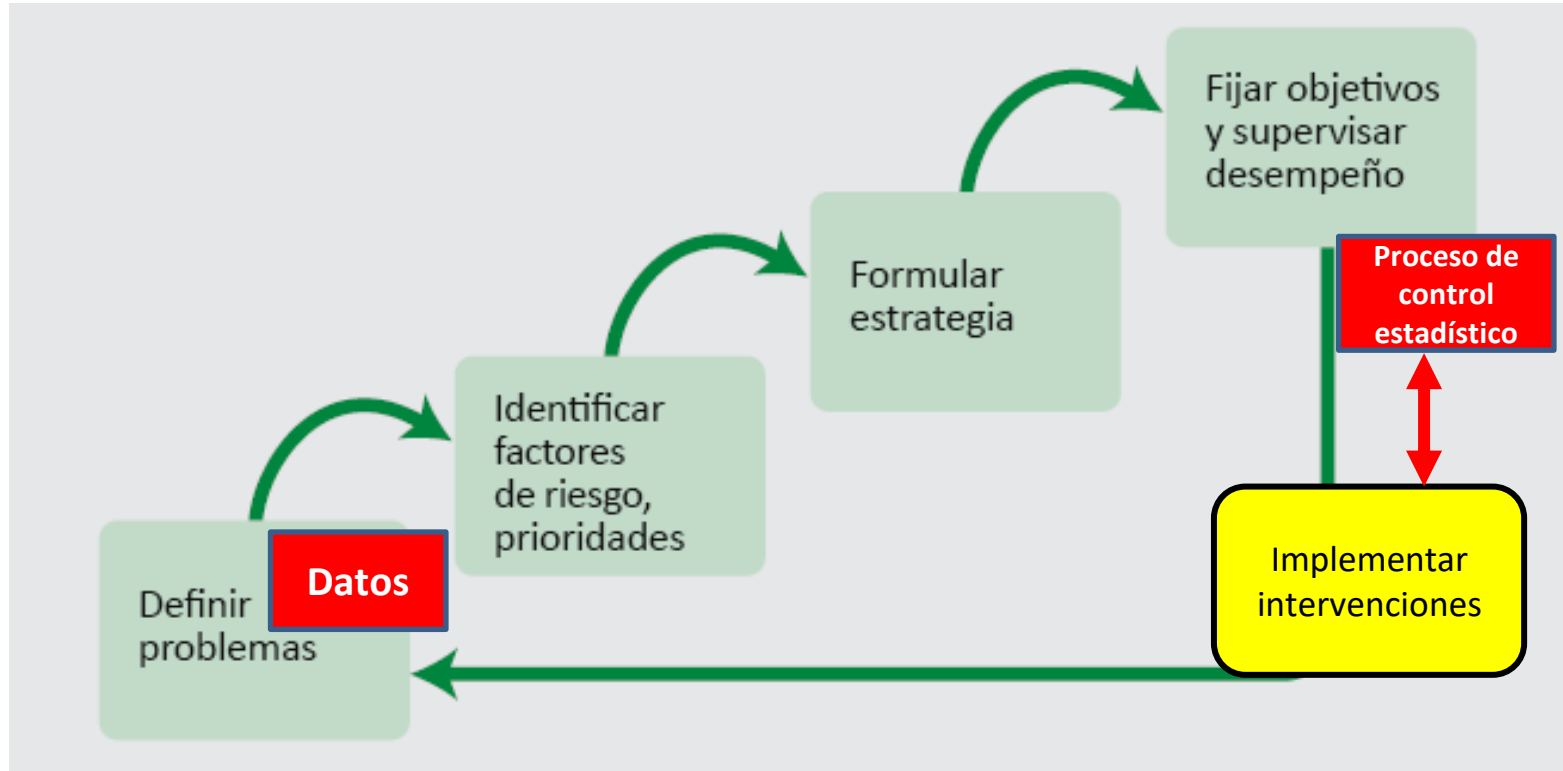 Fijar objetivos
y supervisar
desempeño
Proceso de
control
estadístico
Formular
estrategia
Identificar
factores
de riesgo,
prioridades
Implementar
intervenciones
Datos
Definir
problemas